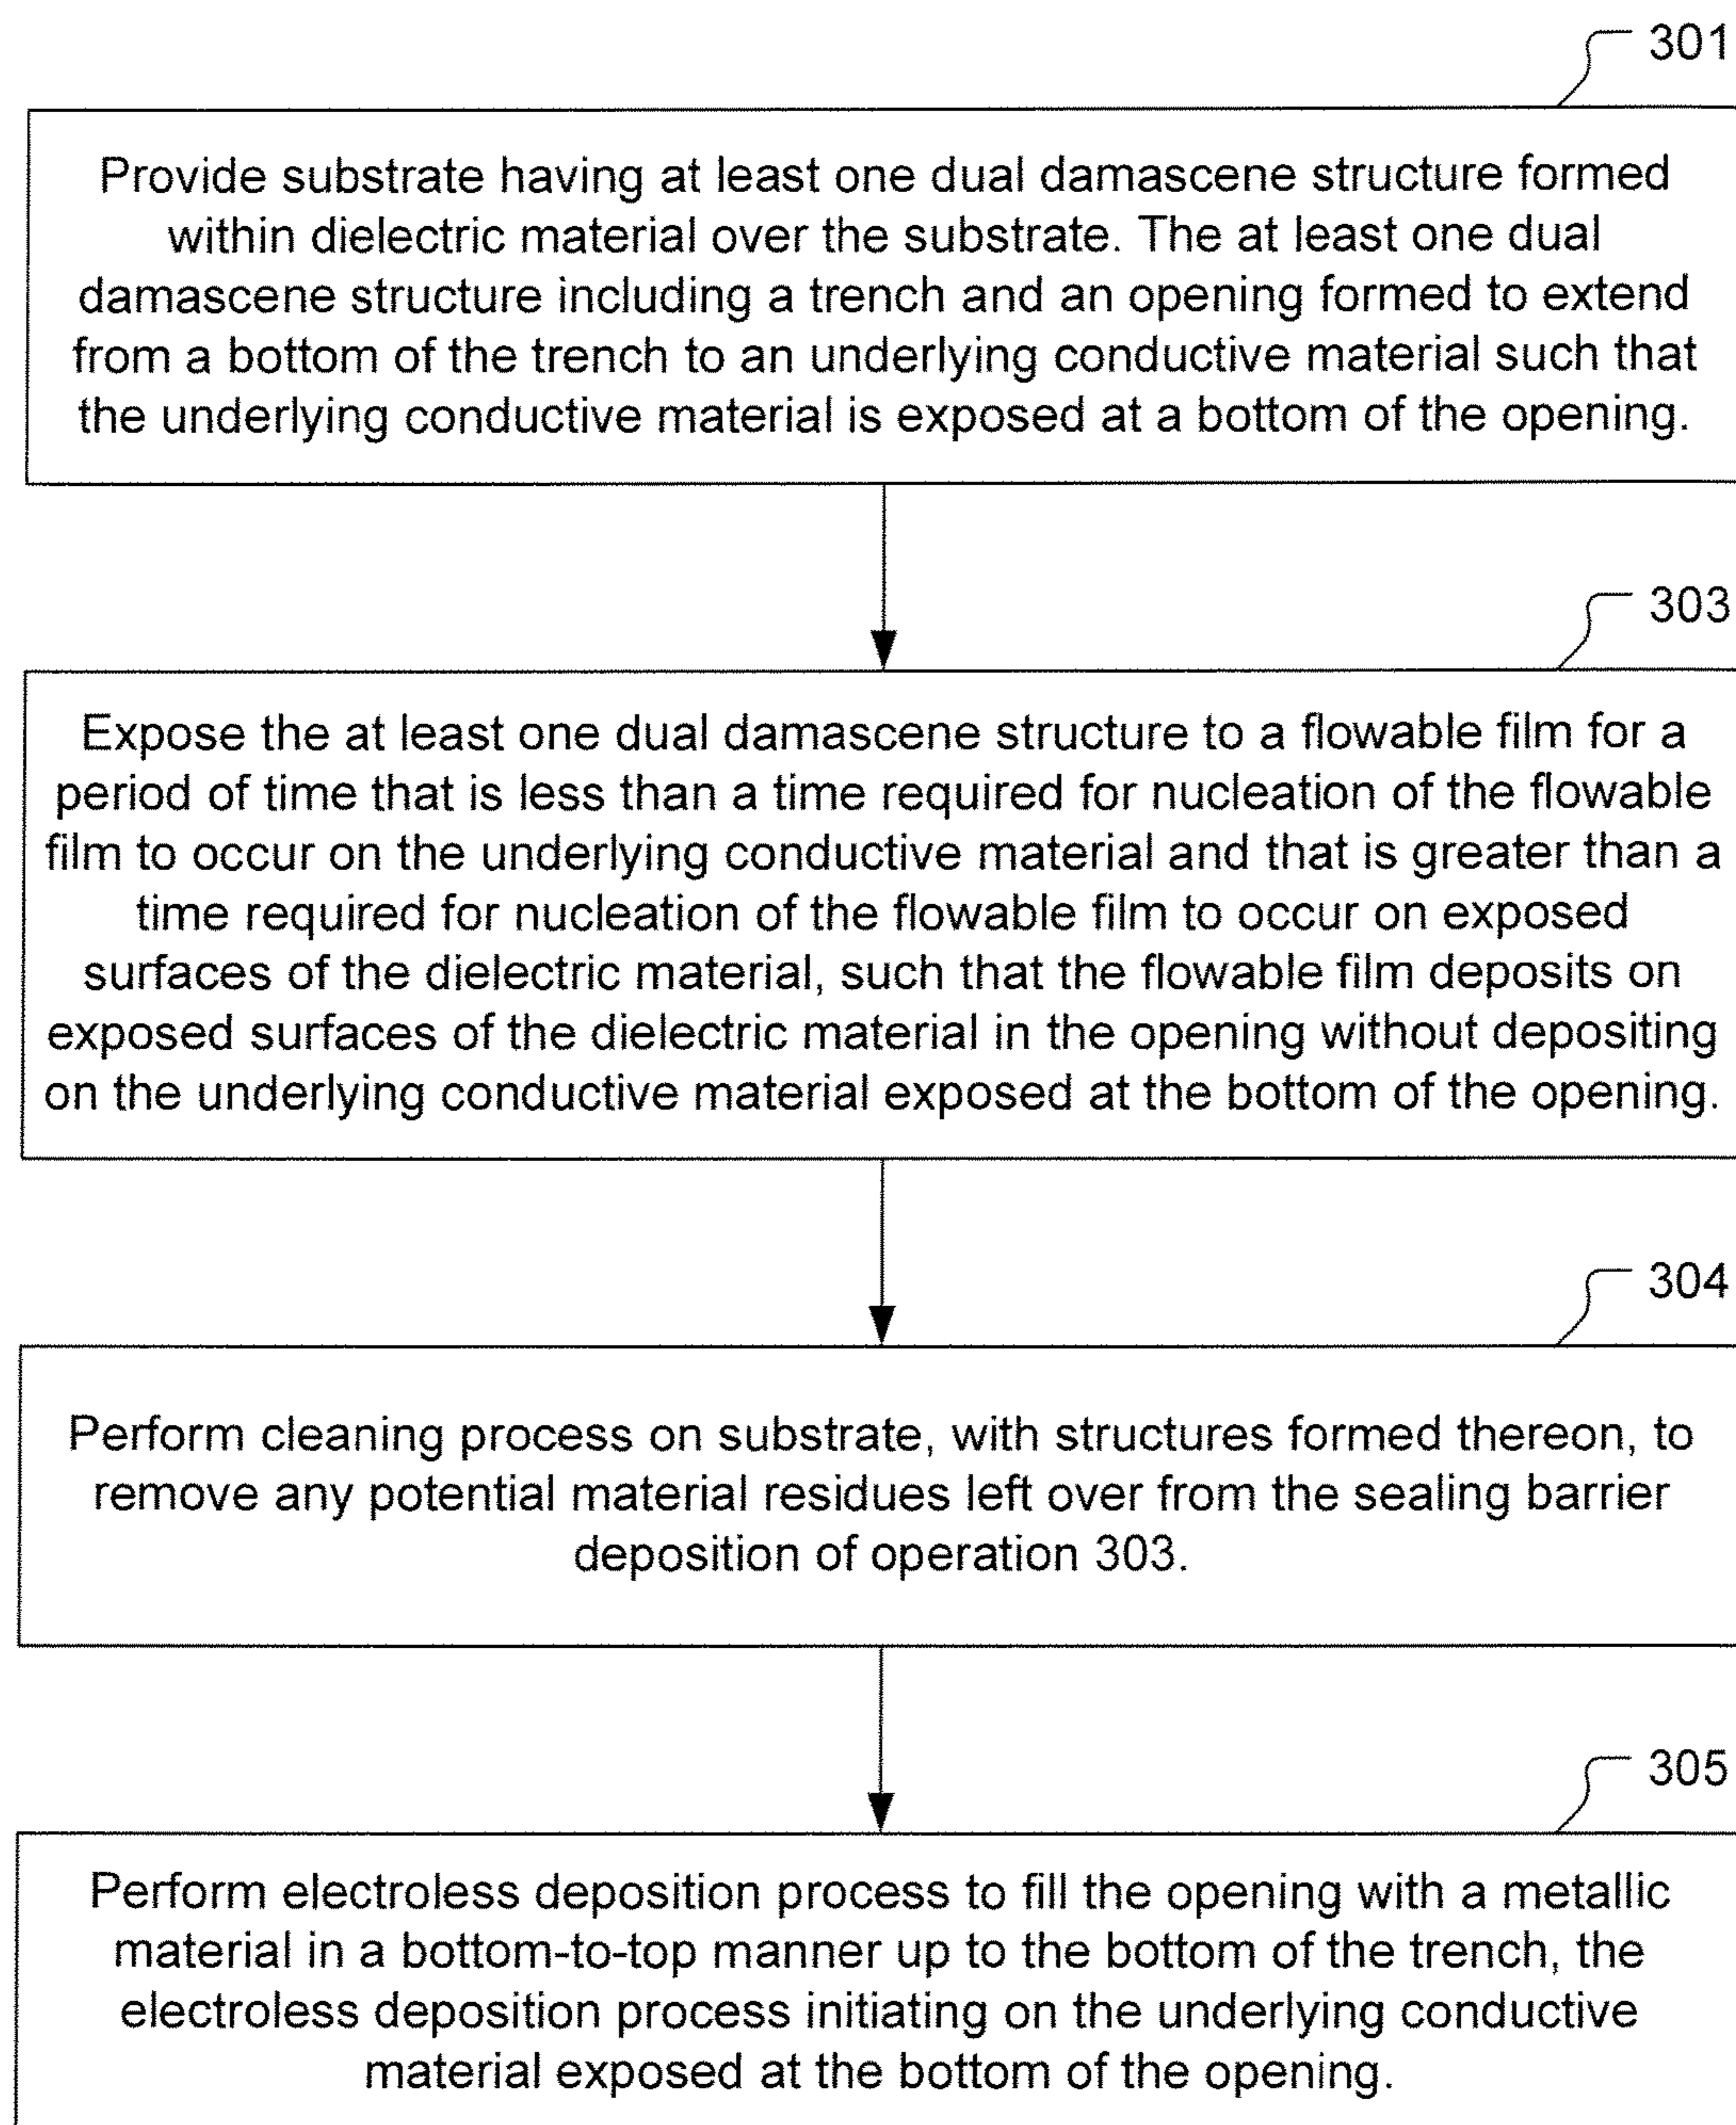 301
Provide substrate having at least one dual damascene structure formed
within dielectric material over the substrate. The at least one dual
damascene structure including a trench and an opening formed to extend
from a bottom of the trench to an underlying conductive material such that
the underlying conductive material is exposed at a bottom of the opening.
303
Expose the at least one dual damascene structure to a flowable film for a
period of time that is less than a time required for nucleation of the flowable
film to occur on the underlying conductive material and that is greater than a
time required for nucleation of the flowable film to occur on exposed
surfaces of the dielectric material, such that the flowable film deposits on
exposed surfaces of the dielectric material in the opening without depositing
on the underlying conductive material exposed at the bottom of the opening.
304
Perform cleaning process on substrate, with structures formed thereon, to
remove any potential material residues left over from the sealing barrier
deposition of operation 303.
305
Perform electroless deposition process to fill the opening with a metallic
material in a bottom-to-top manner up to the bottom of the trench, the
electroless deposition process initiating on the underlying conductive
material exposed at the bottom of the opening.